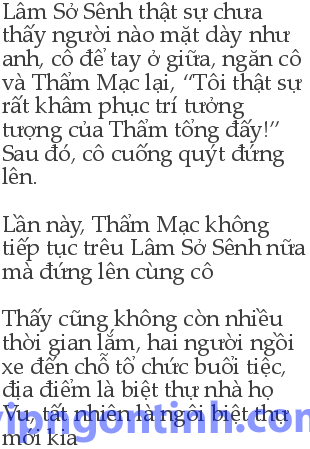 Lâm Sở Sênh thật sự chưa
thấy người nào mặt dày như
anh, cô để tay ở giữa, ngăn cô
và Thẩm Mạc lại, “Tôi thật sự
rất khâm phục trí tưởng
tượng của Thẩm tổng đấy!”
Sau đó, cô cuống quýt đứng
lên.
Lần này, Thẩm Mạc không
tiếp tục trêu Lâm Sở Sênh nữa
mà đứng lên cùng cô
Thấy cũng không còn nhiều
thời gian lắm, hai người ngồi
xe đến chỗ tổ chức buổi tiệc,
địa điểm là biệt thự nhà họ
Vu, tất nhiên là ngôi biệt thự
mới kia
vipngontinh.com